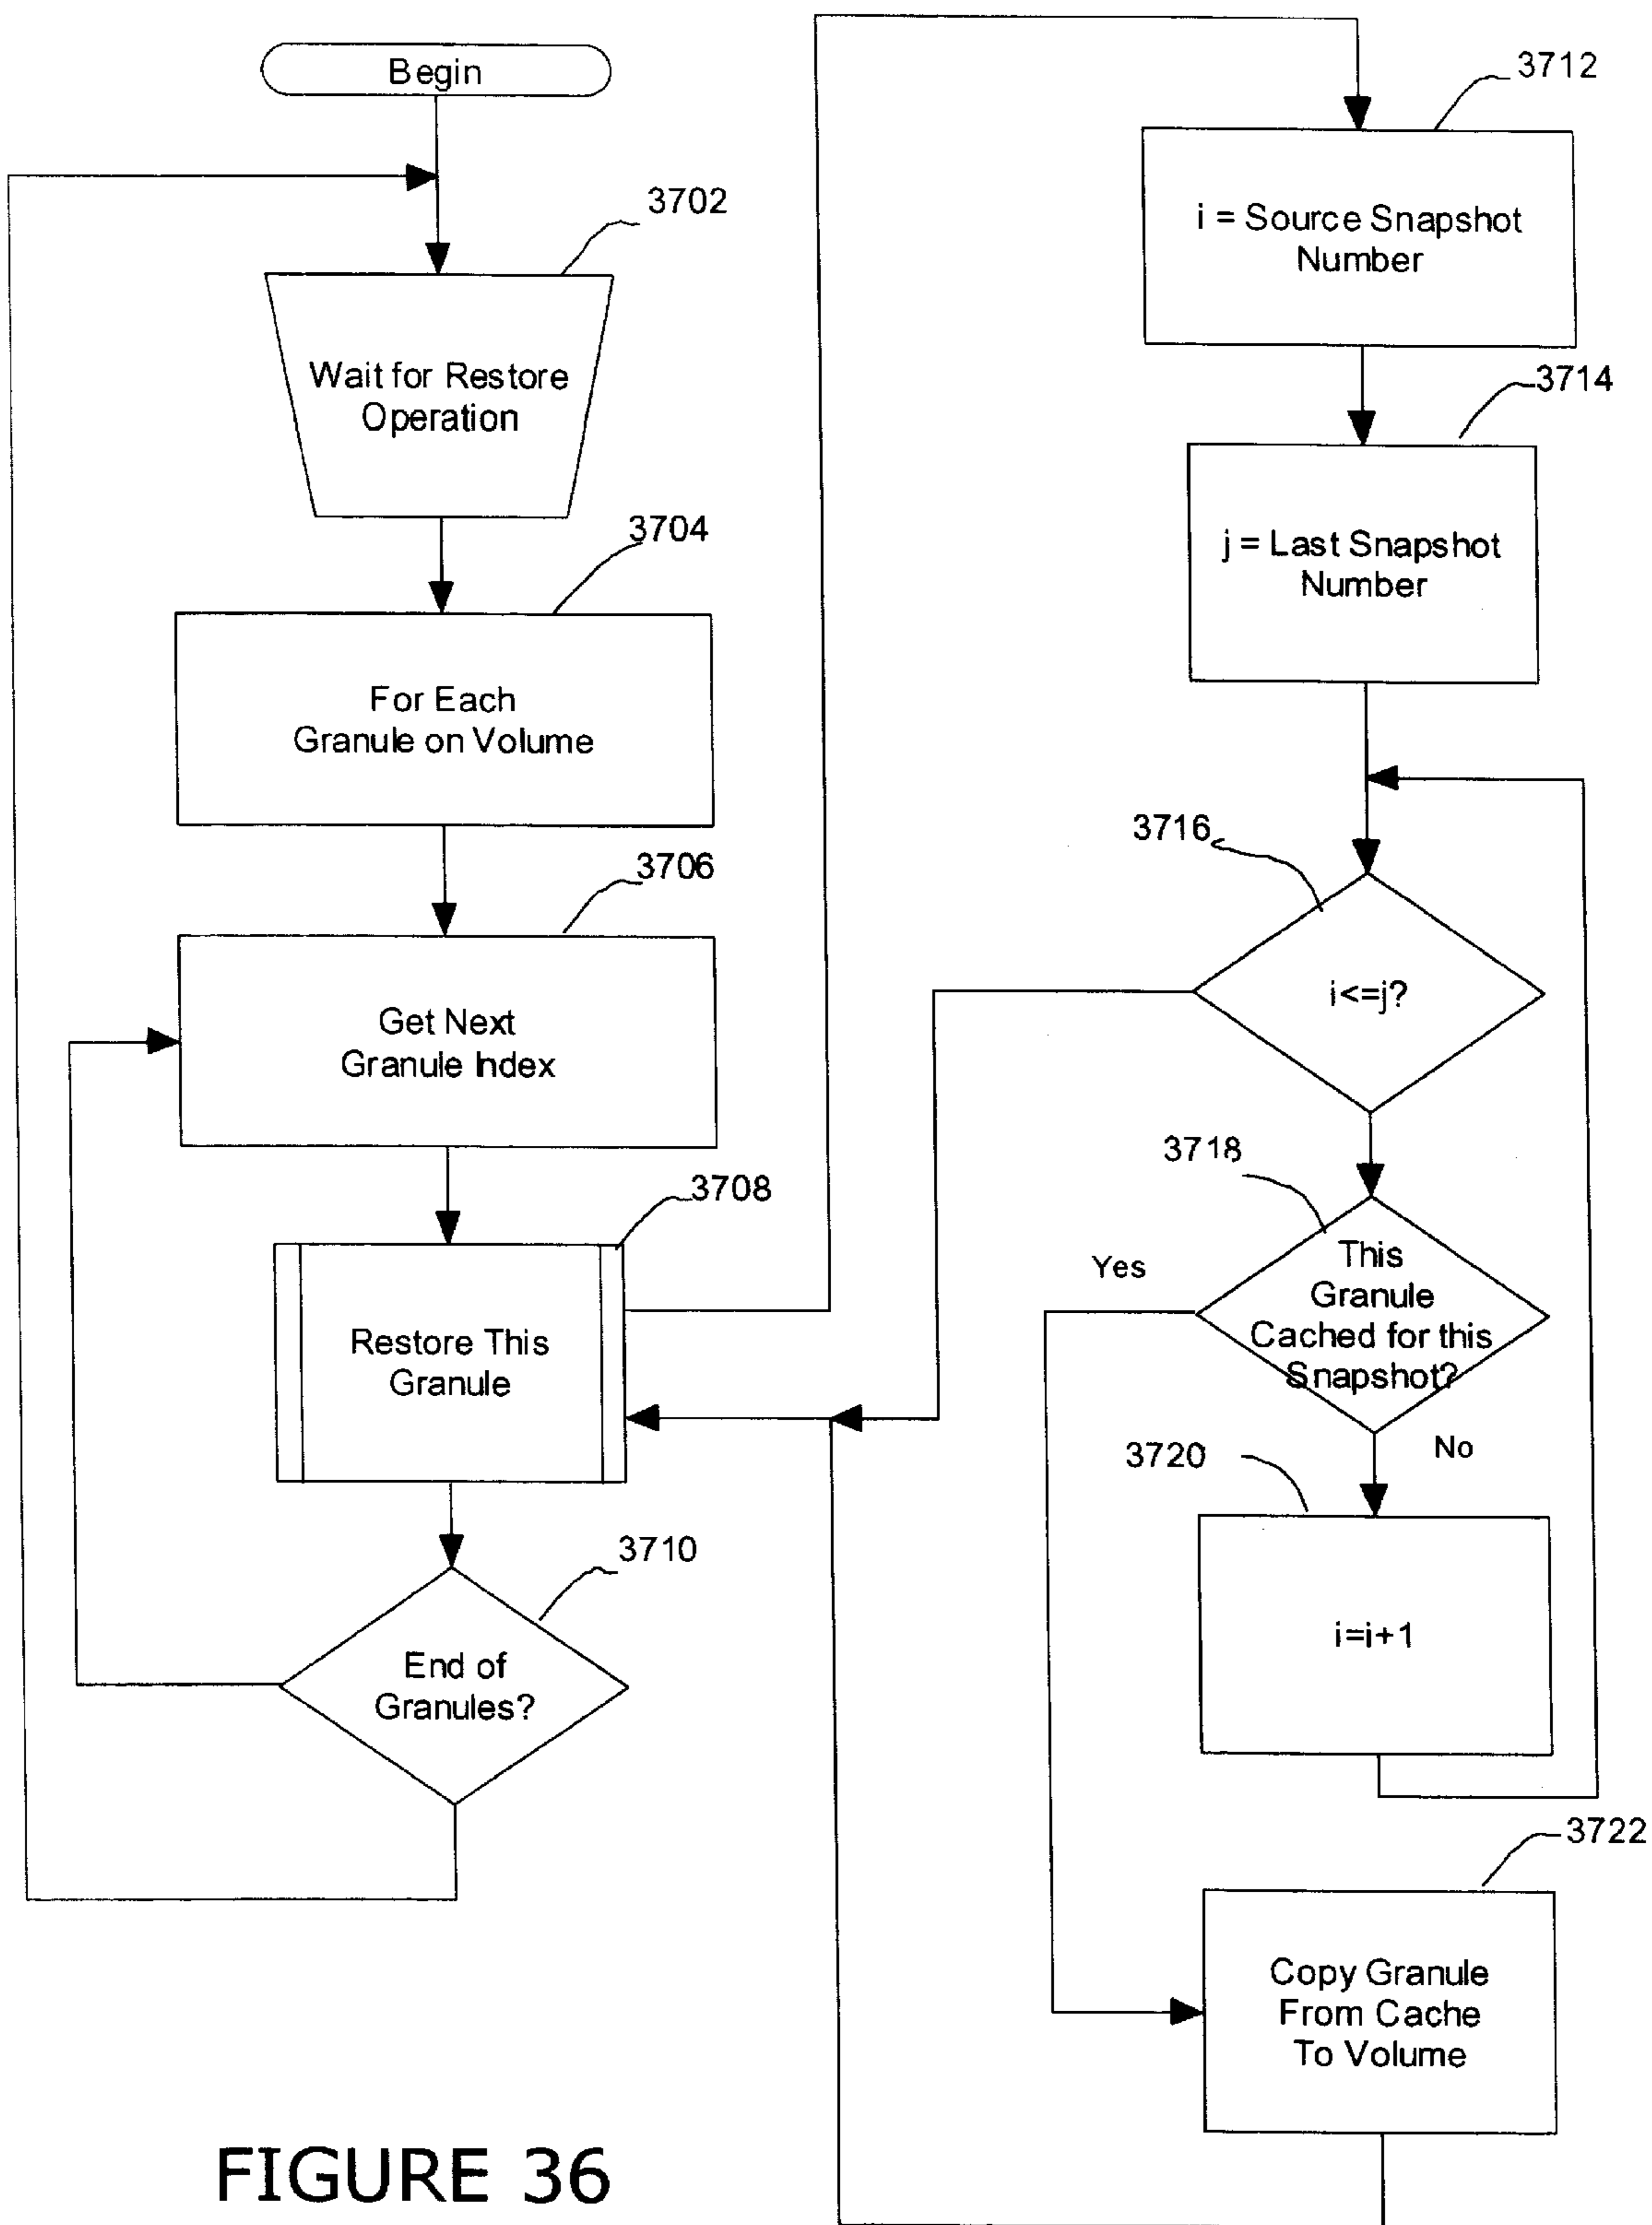 Begin
3702
Wait for Restore
Operation
3704
For Each
Granule on Volume
3706
Get Next
Granule Index
3708
Restore This
Granule
3710
End of
Granules?
3712
i = Source Snapshot
Number
3714
j = Last Snapshot
Number
3716
i<=j?
3718
This
Granule
Cached for this
Snapshot?
Yes
No
3720
i=i+1
3722
Copy Granule
From Cache
To Volume
FIGURE 36